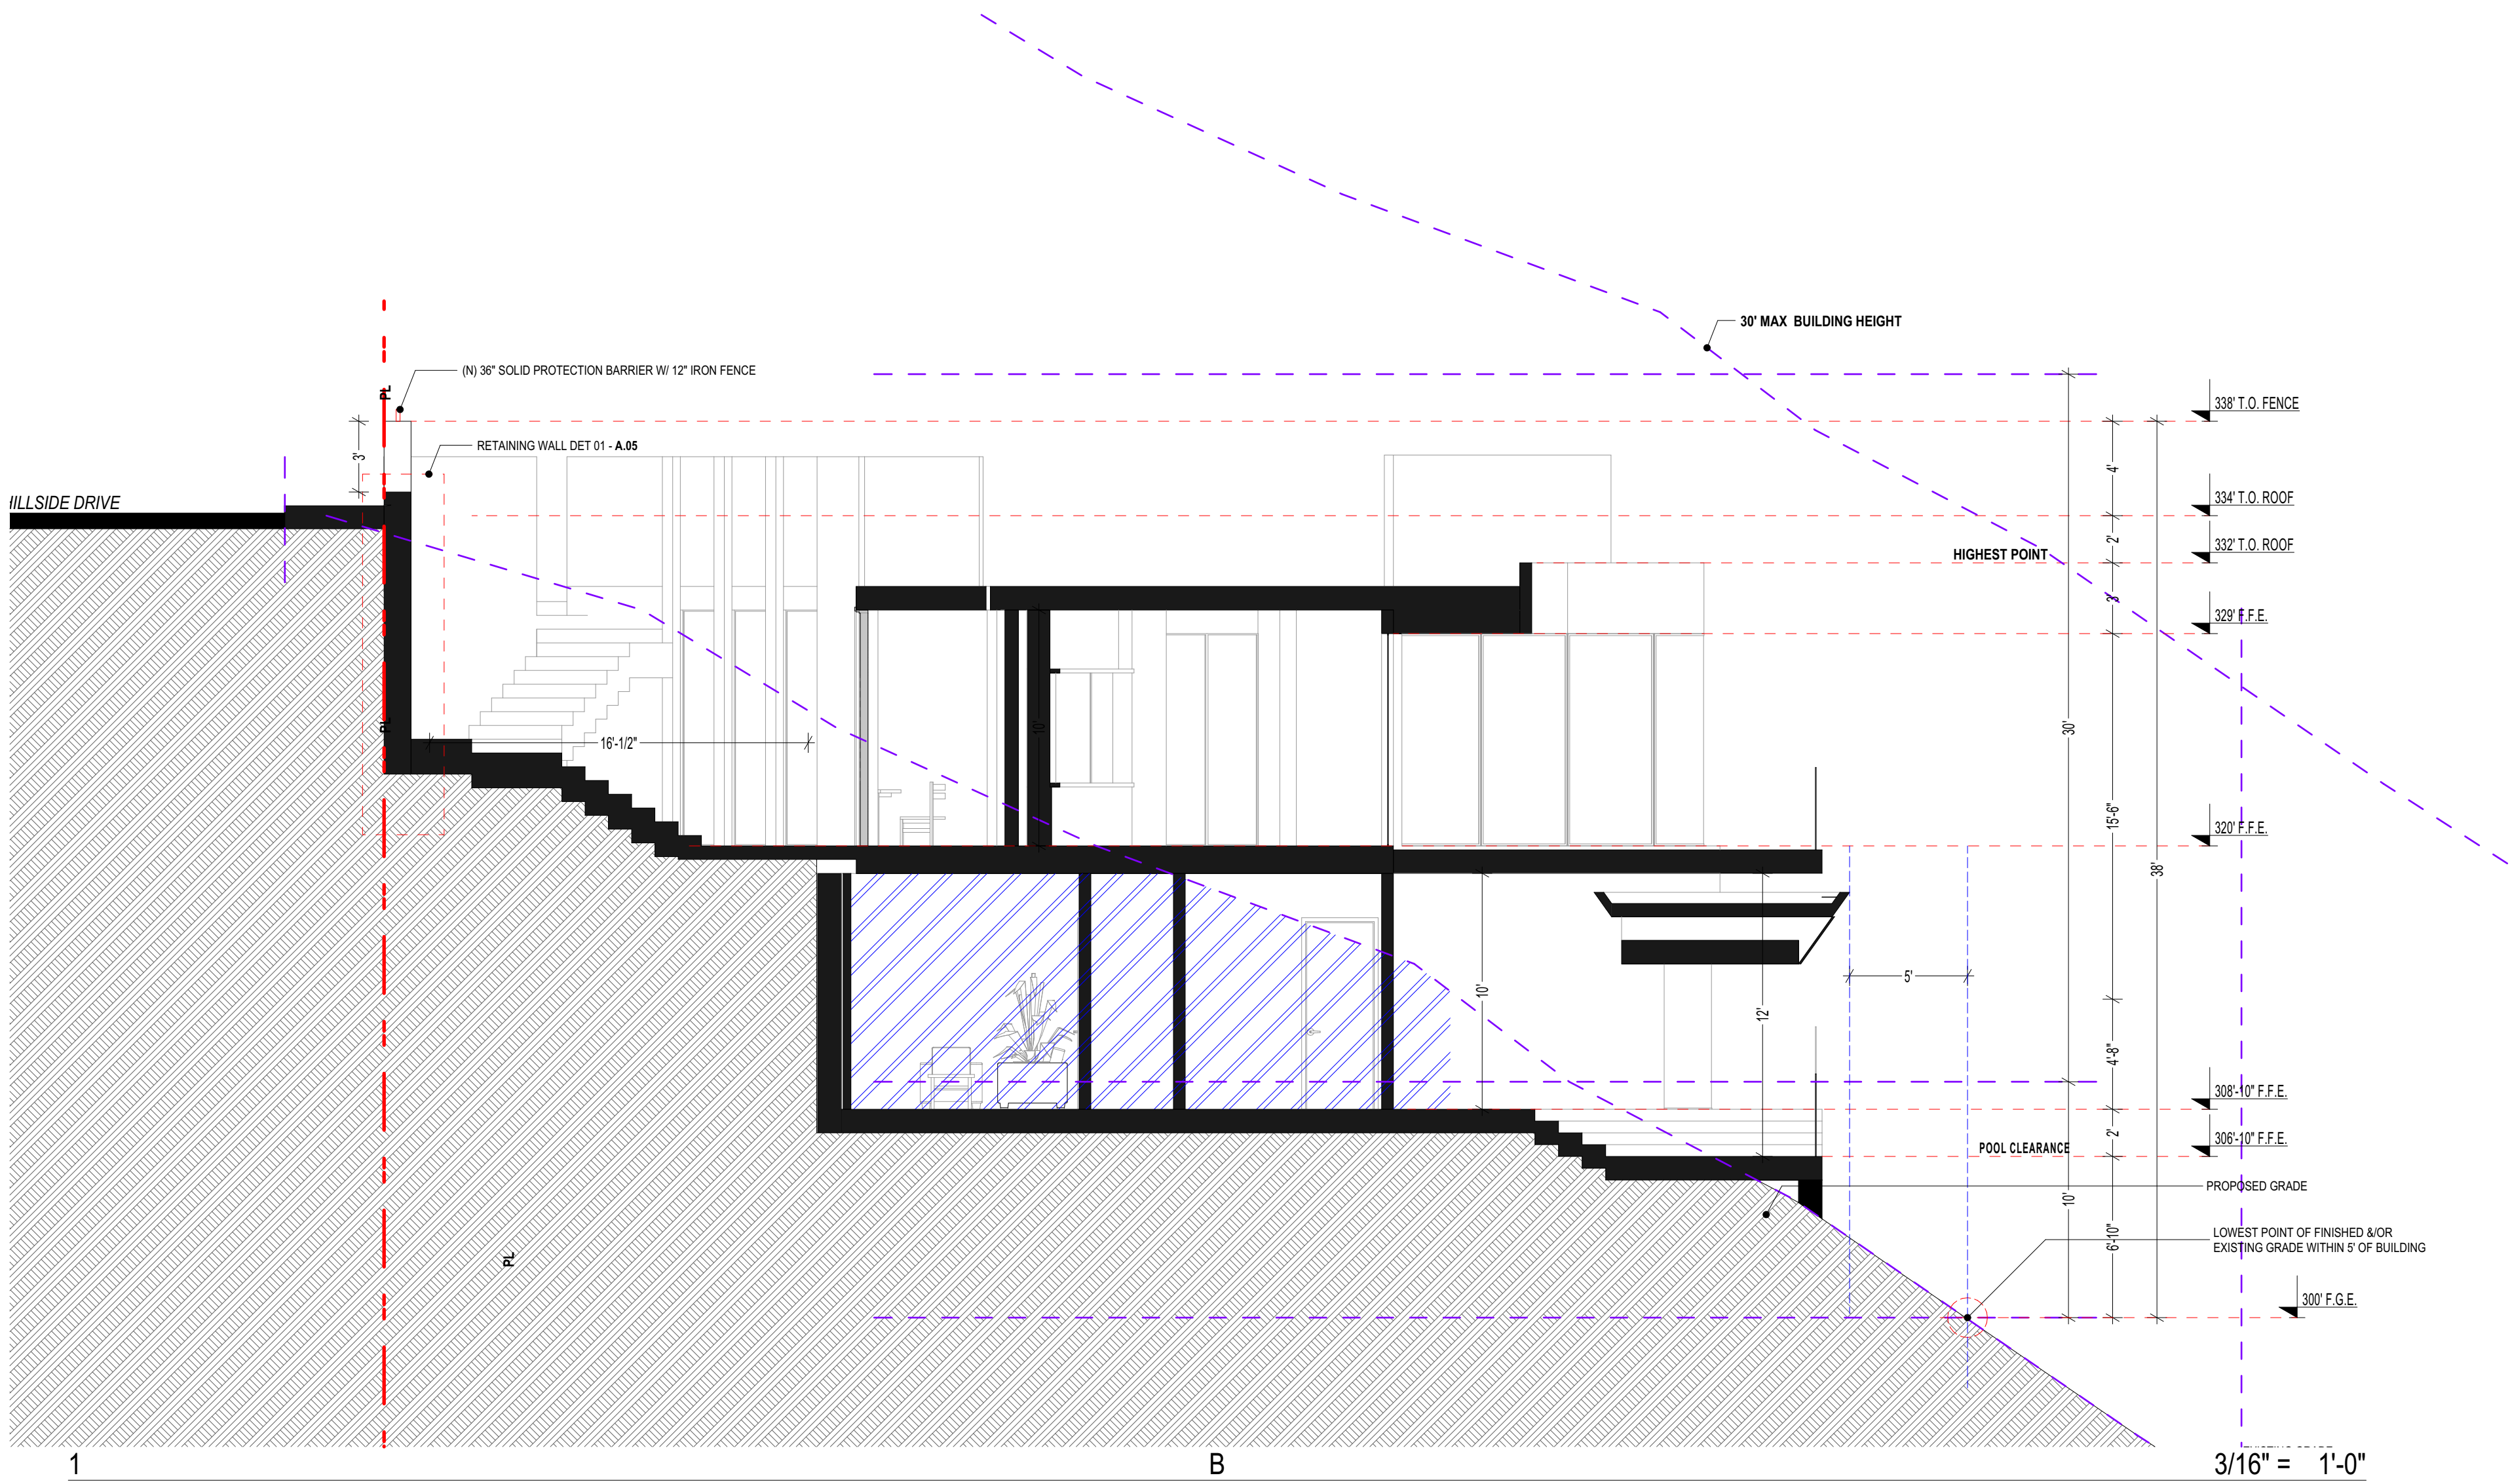 30' MAX BUILDING HEIGHT
(N) 36" SOLID PROTECTION BARRIER W/ 12" IRON FENCE
PL
338' T.O. FENCE
RETAINING WALL DET 01 - A.05
3'
4'
HILLSIDE DRIVE
334' T.O. ROOF
2'
332' T.O. ROOF
HIGHEST POINT
3'
329' F.F.E.
PL
16'-1/2"
10'
30'
15'-6"
320' F.F.E.
38'
5'
10'
12'
4'-8"
308'-10" F.F.E.
2'
306'-10" F.F.E.
POOL CLEARANCE
PROPOSED GRADE
10'
6'-10"
LOWEST POINT OF FINISHED &/OR
EXISTING GRADE WITHIN 5' OF BUILDING
PL
300' F.G.E.
1
B
3/16" = 1'-0"